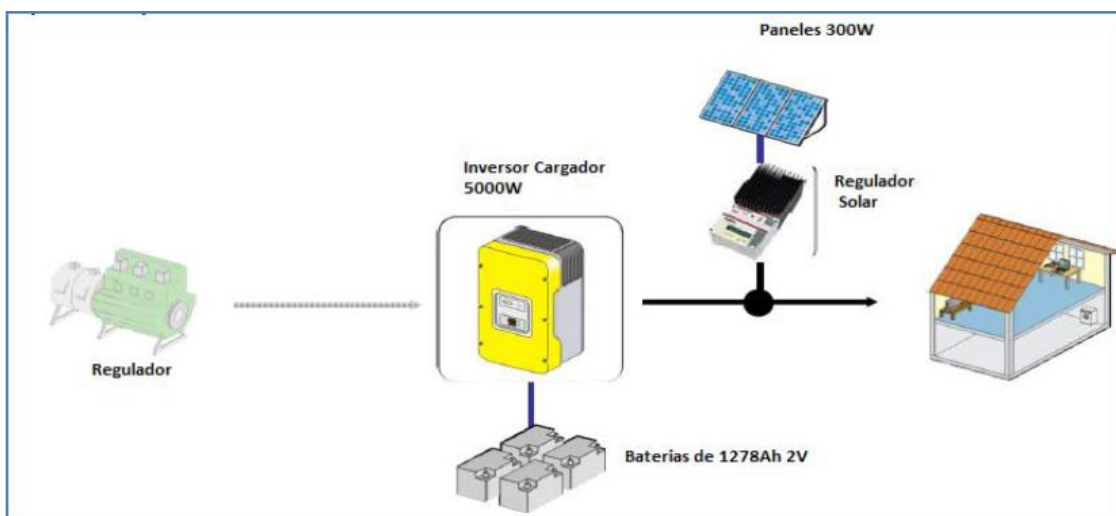 Paneles 300W
Inversor Cargador
5000W
Regulador
Solar
Regulador
Baterias de 1278Ah 2V